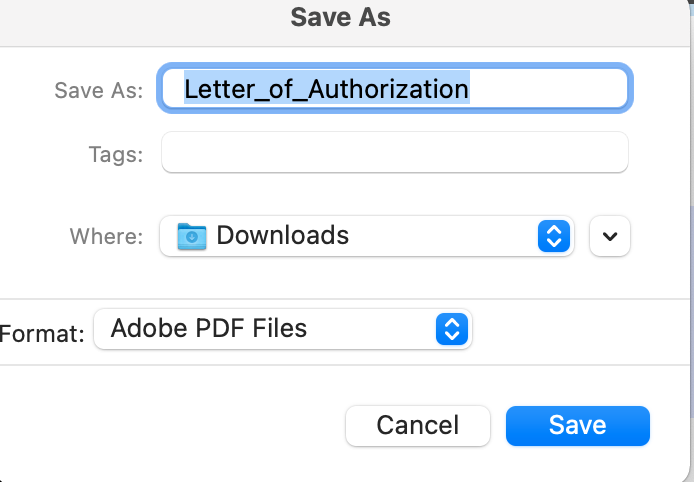 Save As
Save As: Letter_of_Authorization
Tags:
Where: Downloads
Format: Adobe PDF Files
Cancel Save